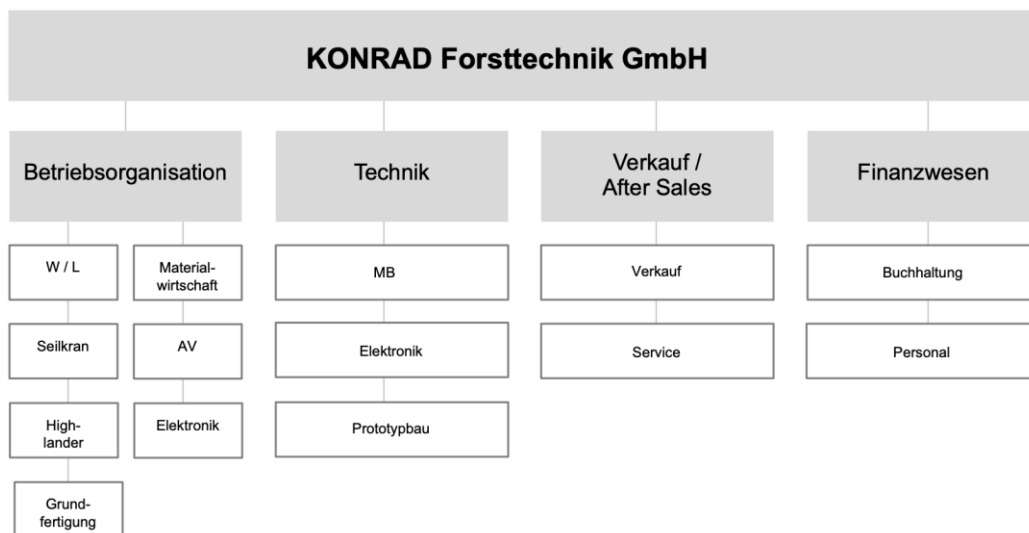 KONRAD Forsttechnik GmbH
Betriebsorganisation
Technik
Verkauf /
After Sales
Finanzwesen
W / L
Material-
wirtschaft
MB
Verkauf
Buchhaltung
Seilkran
AV
Elektronik
Service
Personal
High-
lander
Elektronik
Prototypbau
Grund-
fertigung